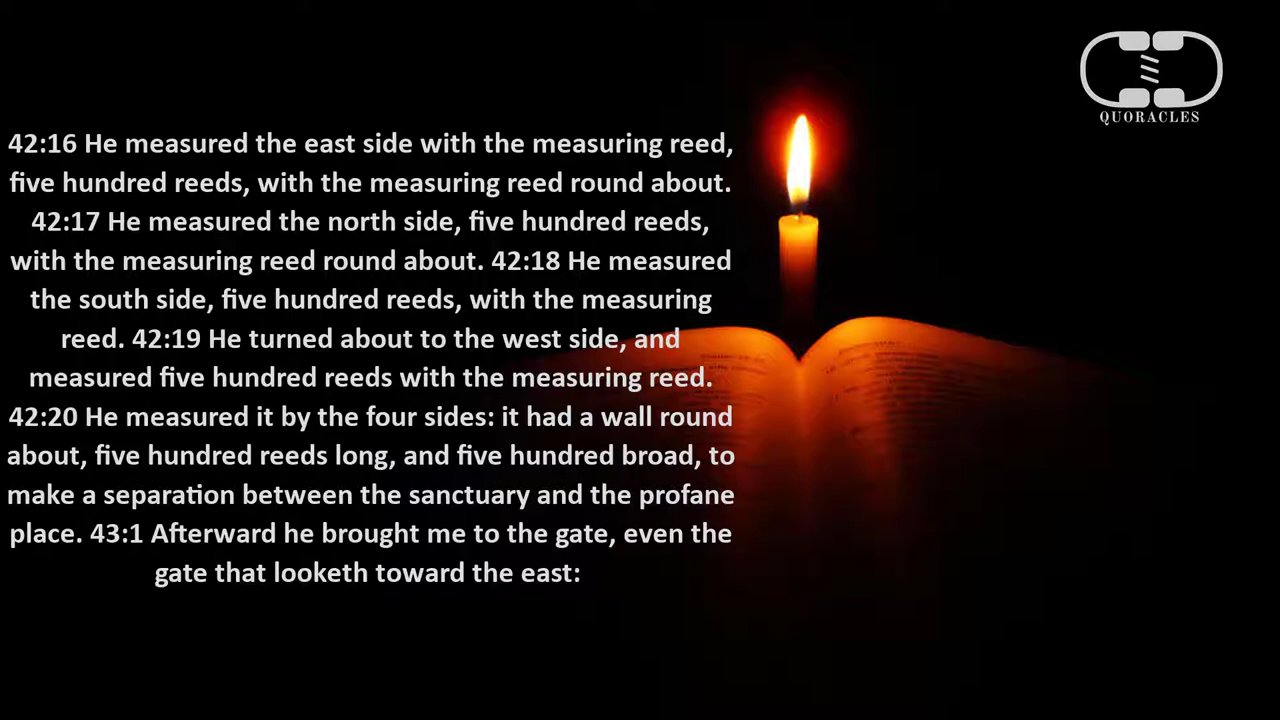 QUORACLES
42:16 He measured the east side with the measuring reed,
five hundred reeds, with the measuring reed round about.
42:17 He measured the north side, five hundred reeds,
with the measuring reed round about. 42:18 He measured
the south side, five hundred reeds, with the measuring
reed. 42:19 He turned about to the west side, and
measured five hundred reeds with the measuring reed.
42:20 He measured it by the four sides: it had a wall round
about, five hundred reeds long, and five hundred broad, to
make a separation between the sanctuary and the profane
place. 43:1 Afterward he brought me to the gate, even the
gate that looketh toward the east: